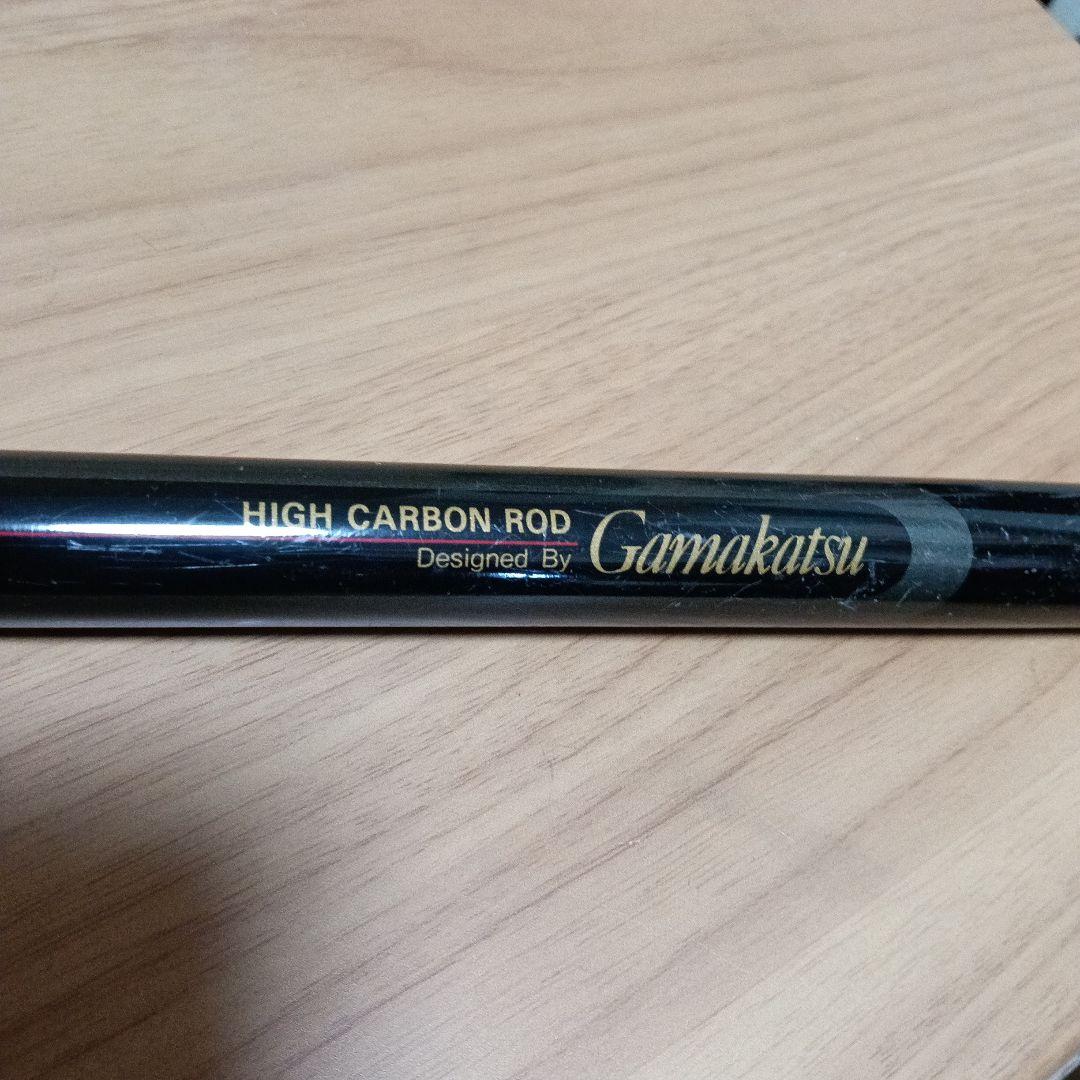 HIGH CARBON ROD
Designed By
Gamakatsu